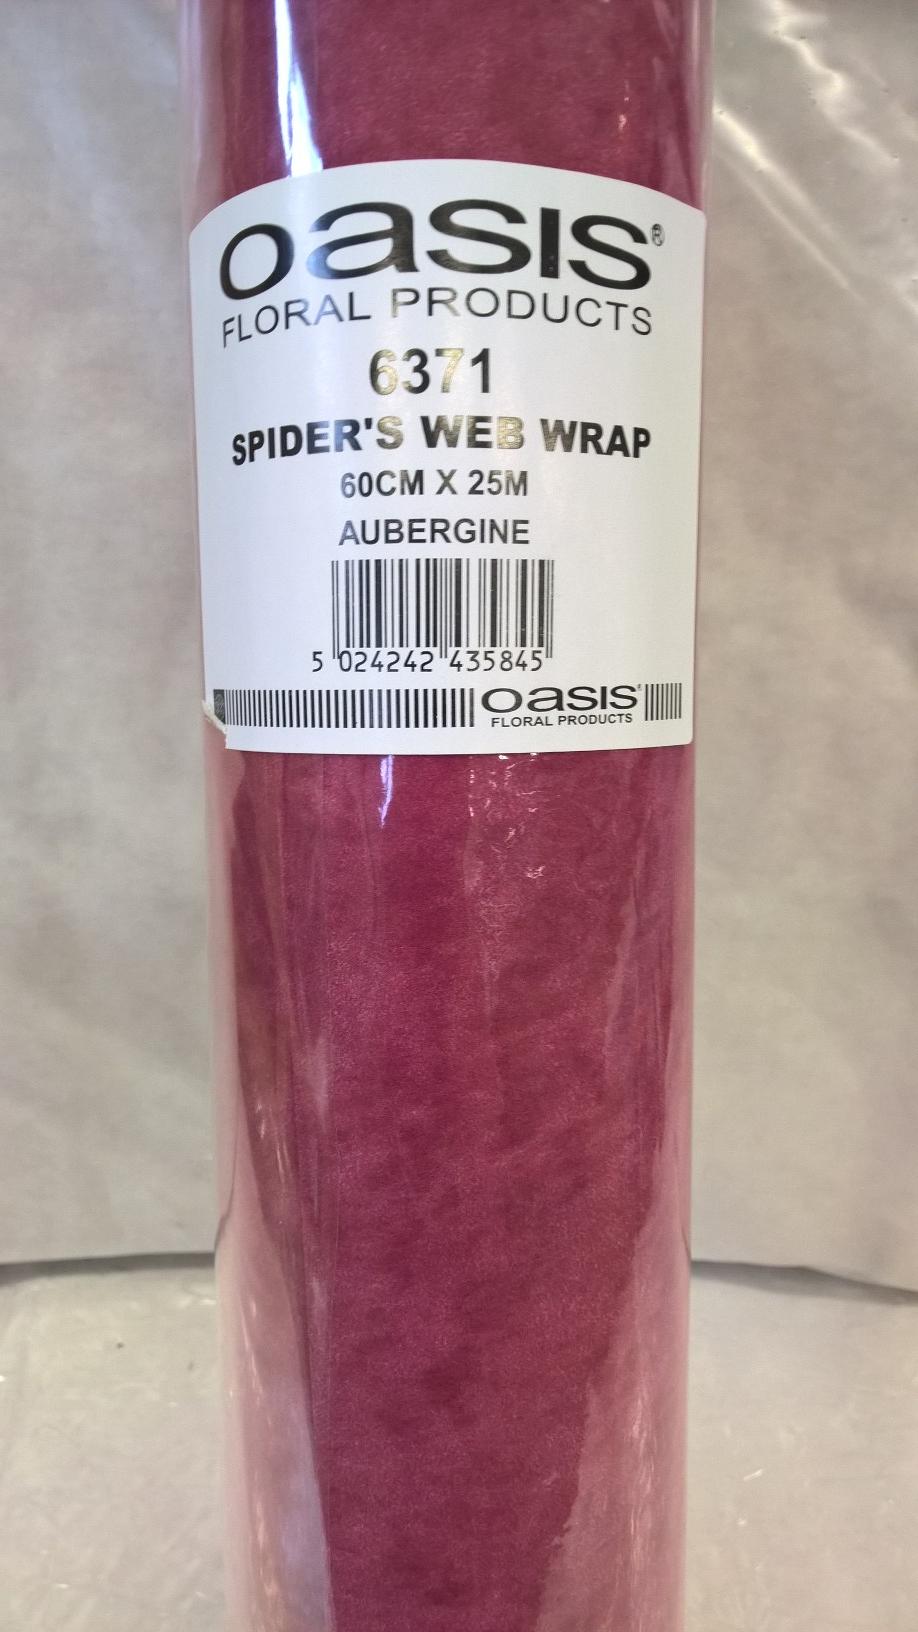 oasis®
FLORAL PRODUCTS
6371
SPIDER'S WEB WRAP
60CM X 25M
AUBERGINE
5 024242 435845
oasis®
FLORAL PRODUCTS